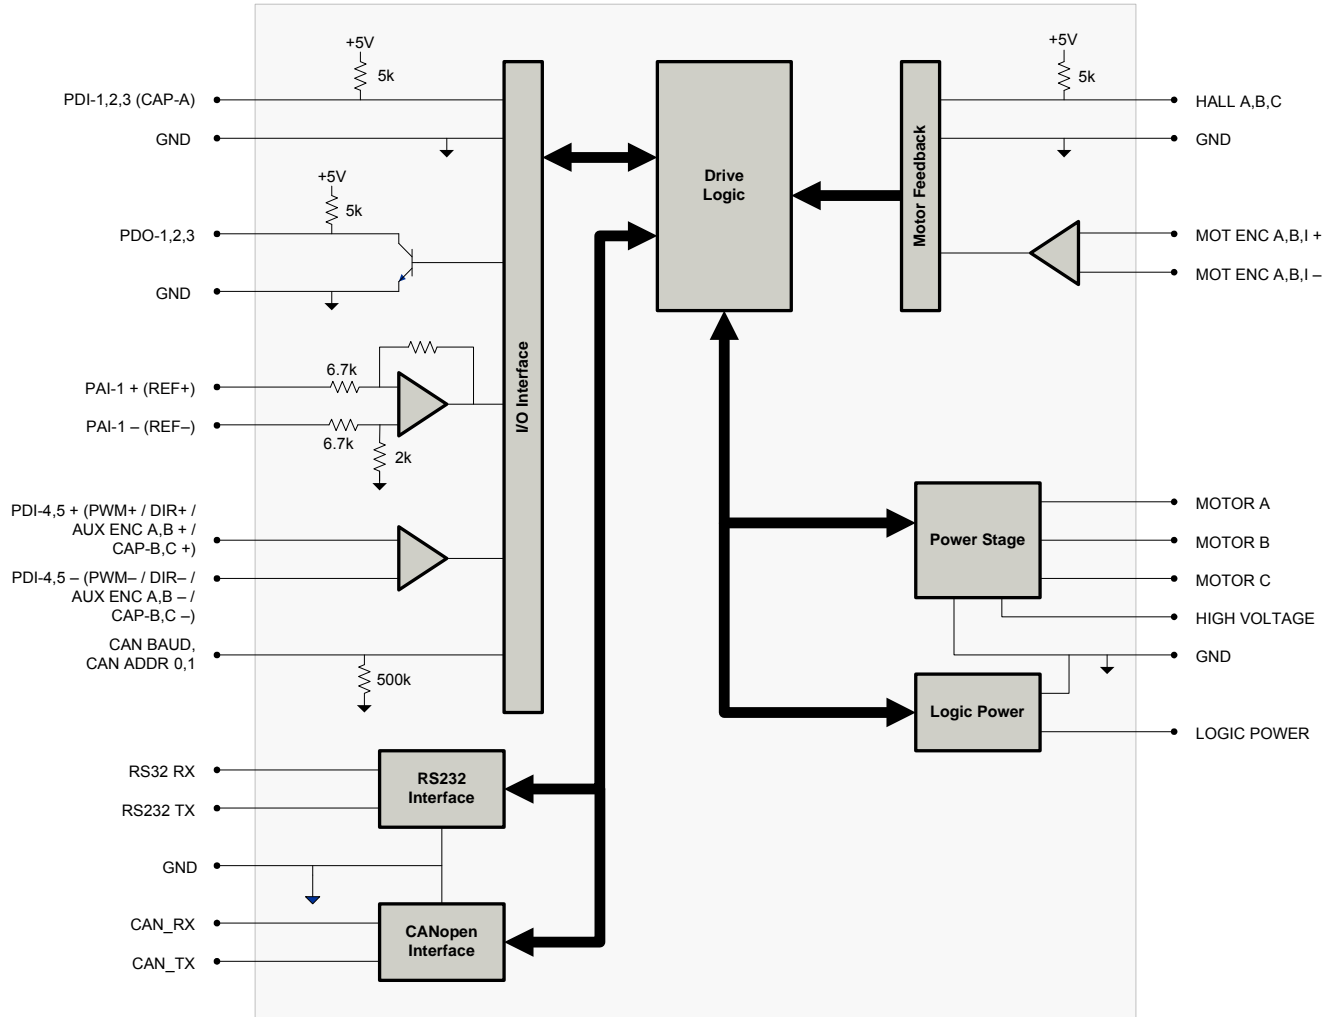 +5V
5k
PDI-1,2,3 (CAP-A)
GND
+5V
5k
PDO-1,2,3
GND
6.7k
PAI-1 + (REF+)
PAI-1 – (REF–)
6.7k
2k
PDI-4,5 + (PWM+ / DIR+ /
AUX ENC A,B + /
CAP-B,C +)
PDI-4,5 – (PWM– / DIR– /
AUX ENC A,B – /
CAP-B,C –)
CAN BAUD,
CAN ADDR 0,1
500k
I/O Interface
RS32 RX
RS232 TX
RS232
Interface
GND
CAN_RX
CAN_TX
CANopen
Interface
Drive
Logic
Motor Feedback
+5V
5k
HALL A,B,C
GND
MOT ENC A,B,I +
MOT ENC A,B,I –
Power Stage
MOTOR A
MOTOR B
MOTOR C
HIGH VOLTAGE
GND
Logic Power
LOGIC POWER